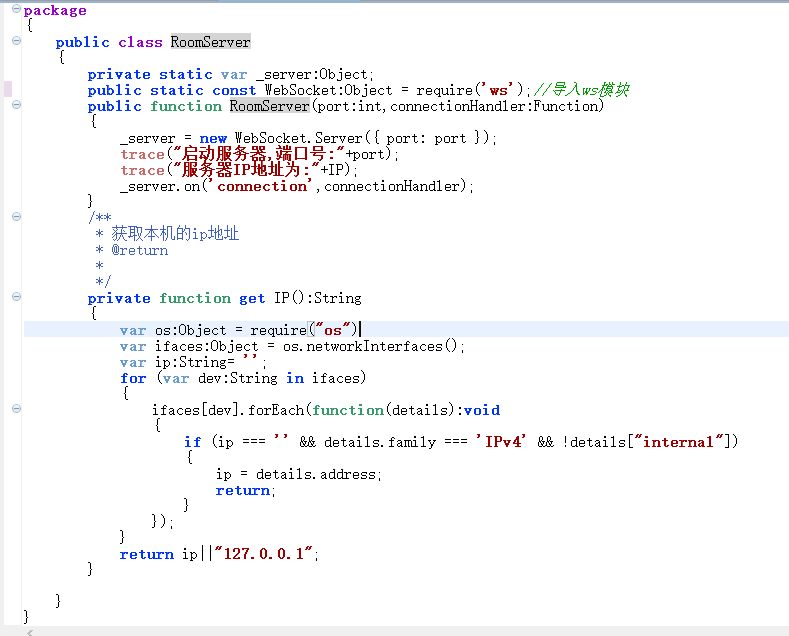 package
{
public class RoomServer
{
private static var _server:Object;
public static const WebSocket:Object = require('ws');//导入ws模块
public function RoomServer(port:int,connectionHandler:Function)
{
_server = new WebSocket.Server({ port: port });
trace("启动服务器,端口号:"+port);
trace("服务器IP地址为:"+IP);
_server.on('connection',connectionHandler);
}
/**
* 获取本机的ip地址
* @return
*
*/
private function get IP():String
{
var os:Object = require("os")
var ifaces:Object = os.networkInterfaces();
var ip:String= '';
for (var dev:String in ifaces)
{
ifaces[dev].forEach(function(details):void
{
if (ip === '' && details.family === 'IPv4' && !details["internal"])
{
ip = details.address;
return;
}
});
}
return ip||"127.0.0.1";
}
}
}